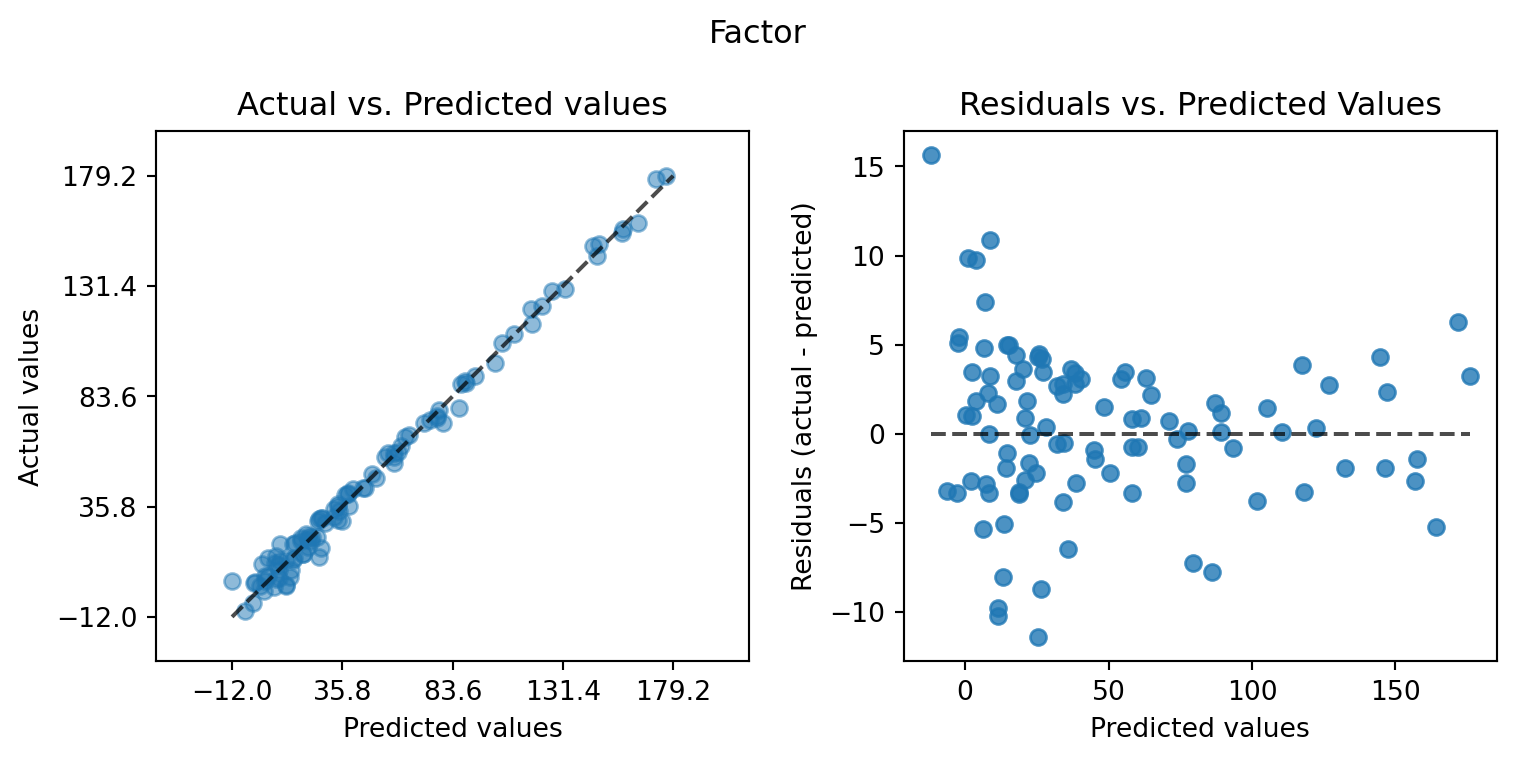 Factor
Actual vs. Predicted values
Actual values
179.2
131.4
83.6
35.8
−12.0
−12.0 35.8 83.6 131.4 179.2
Predicted values
Residuals vs. Predicted Values
Residuals (actual - predicted)
15
10
5
0
−5
−10
0 50 100 150
Predicted values